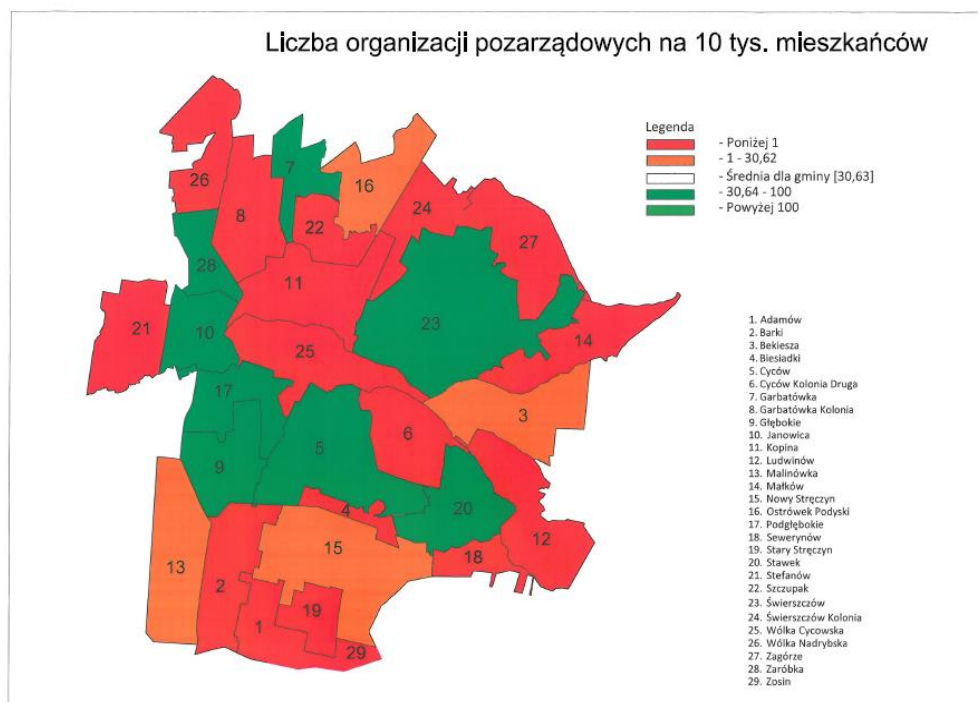 Liczba organizacji pozarządowych na 10 tys. mieszkańców
Legenda
- Poniżej 1
- 1 - 30,62
- Średnia dla gminy [30,63]
- 30,64 - 100
- Powyżej 100
26
7
16
8
22
24
27
28
11
21
10
23
14
25
17
3
5
6
9
20
4
15
18
12
13
2
19
1
29
1. Adamów
2. Barki
3. Bekiesza
4. Biesiadki
5. Cyców
6. Cyców Kolonia Druga
7. Garbatówka
8. Garbatówka Kolonia
9. Głębokie
10. Janowica
11. Kopina
12. Ludwinów
13. Malinówka
14. Małków
15. Nowy Stręczyn
16. Ostrówek Podyski
17. Podgłębokie
18. Sewerynów
19. Stary Stręczyn
20. Stawek
21. Stefanów
22. Szczupak
23. Świerszczów
24. Świerszczów Kolonia
25. Wólka Cycowska
26. Wólka Nadrybska
27. Zagórze
28. Zaróbka
29. Zosin